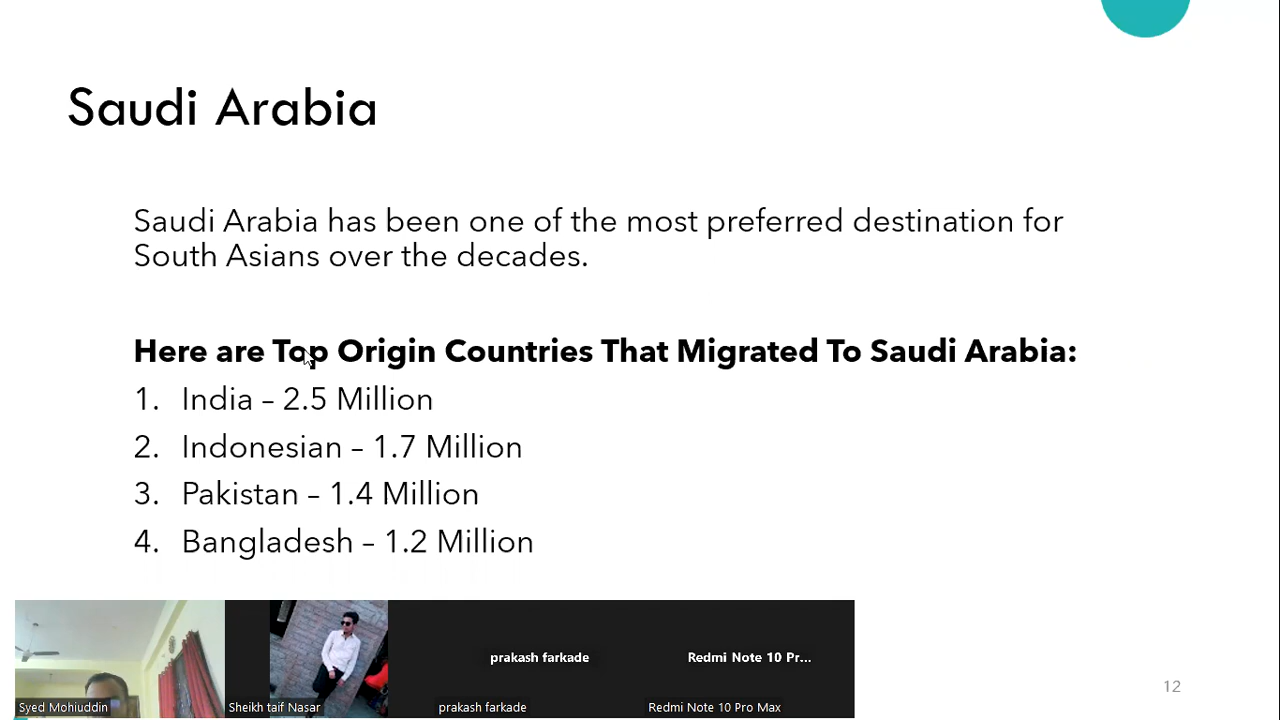 Saudi Arabia
Saudi Arabia has been one of the most preferred destination for
South Asians over the decades.
Here are Top Origin Countries That Migrated To Saudi Arabia:
1. India – 2.5 Million
2. Indonesian – 1.7 Million
3. Pakistan – 1.4 Million
4. Bangladesh – 1.2 Million
prakash farkade
Redmi Note 10 Pr...
Syed Mohiuddin
Sheikh taif Nasar
prakash farkade
Redmi Note 10 Pro Max
12